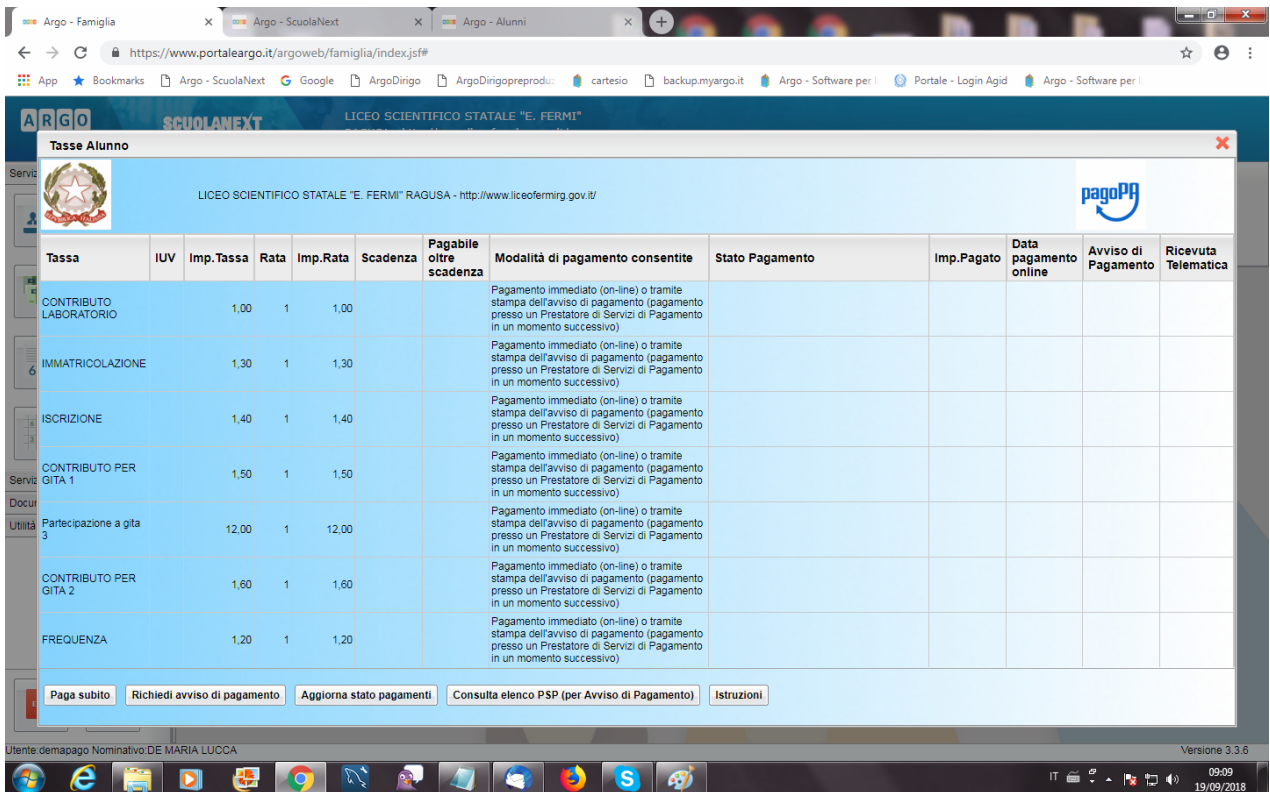 Argo - Famiglia
Argo - ScuolaNext
Argo - Alunni
https://www.portaleargo.it/argoweb/famiglia/index.jsf#
App Bookmarks Argo - ScuolaNext Google ArgoDirigo ArgoDirigopreprodu: cartesio backup.myargo.it Argo - Software per Portale - Login Agid Argo - Software per
ARGO SCUOLANEXT LICEO SCIENTIFICO STATALE "E. FERMI"
Tasse Alunno
LICEO SCIENTIFICO STATALE "E. FERMI" RAGUSA - http://www.liceofermirg.gov.it/
pagoPA
Tassa IUV Imp.Tassa Rata Imp.Rata Scadenza Pagabile oltre scadenza Modalità di pagamento consentite Stato Pagamento Imp.Pagato Data pagamento online Avviso di Pagamento Ricevuta Telematica
CONTRIBUTO LABORATORIO 1,00 1 1,00 Pagamento immediato (on-line) o tramite
stampa dell'avviso di pagamento (pagamento
presso un Prestatore di Servizi di Pagamento
in un momento successivo)
IMMATRICOLAZIONE 1,30 1 1,30 Pagamento immediato (on-line) o tramite
stampa dell'avviso di pagamento (pagamento
presso un Prestatore di Servizi di Pagamento
in un momento successivo)
ISCRIZIONE 1,40 1 1,40 Pagamento immediato (on-line) o tramite
stampa dell'avviso di pagamento (pagamento
presso un Prestatore di Servizi di Pagamento
in un momento successivo)
CONTRIBUTO PER GITA 1 1,50 1 1,50 Pagamento immediato (on-line) o tramite
stampa dell'avviso di pagamento (pagamento
presso un Prestatore di Servizi di Pagamento
in un momento successivo)
Partecipazione a gita 3 12,00 1 12,00 Pagamento immediato (on-line) o tramite
stampa dell'avviso di pagamento (pagamento
presso un Prestatore di Servizi di Pagamento
in un momento successivo)
CONTRIBUTO PER GITA 2 1,60 1 1,60 Pagamento immediato (on-line) o tramite
stampa dell'avviso di pagamento (pagamento
presso un Prestatore di Servizi di Pagamento
in un momento successivo)
FREQUENZA 1,20 1 1,20 Pagamento immediato (on-line) o tramite
stampa dell'avviso di pagamento (pagamento
presso un Prestatore di Servizi di Pagamento
in un momento successivo)
Serviz
Serviz
Docur
Utilità
Paga subito Richiedi avviso di pagamento Aggiorna stato pagamenti Consulta elenco PSP (per Avviso di Pagamento) Istruzioni
Utente:demapago Nominativo:DE MARIA LUCCA Versione 3.3.6
IT 09:09
19/09/2018